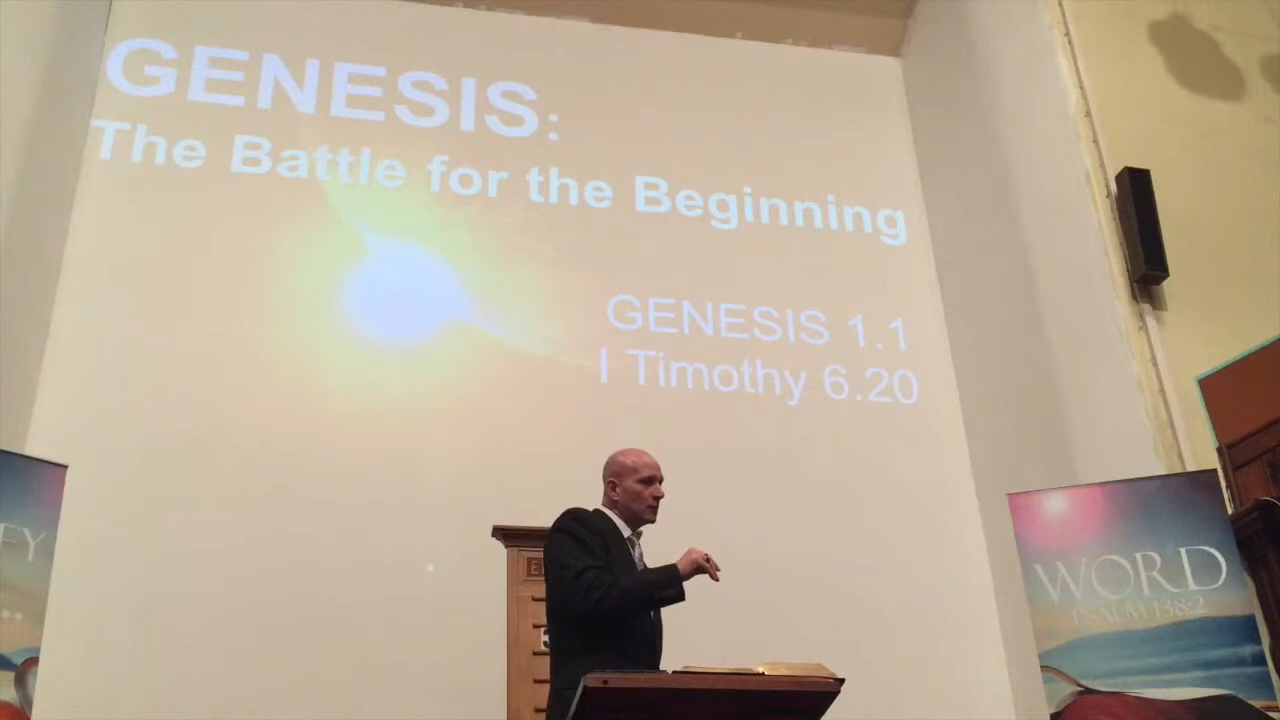 GENESIS:
The Battle for the Beginning
GENESIS 1.1
I Timothy 6.20
WORD
PSALM 138:2